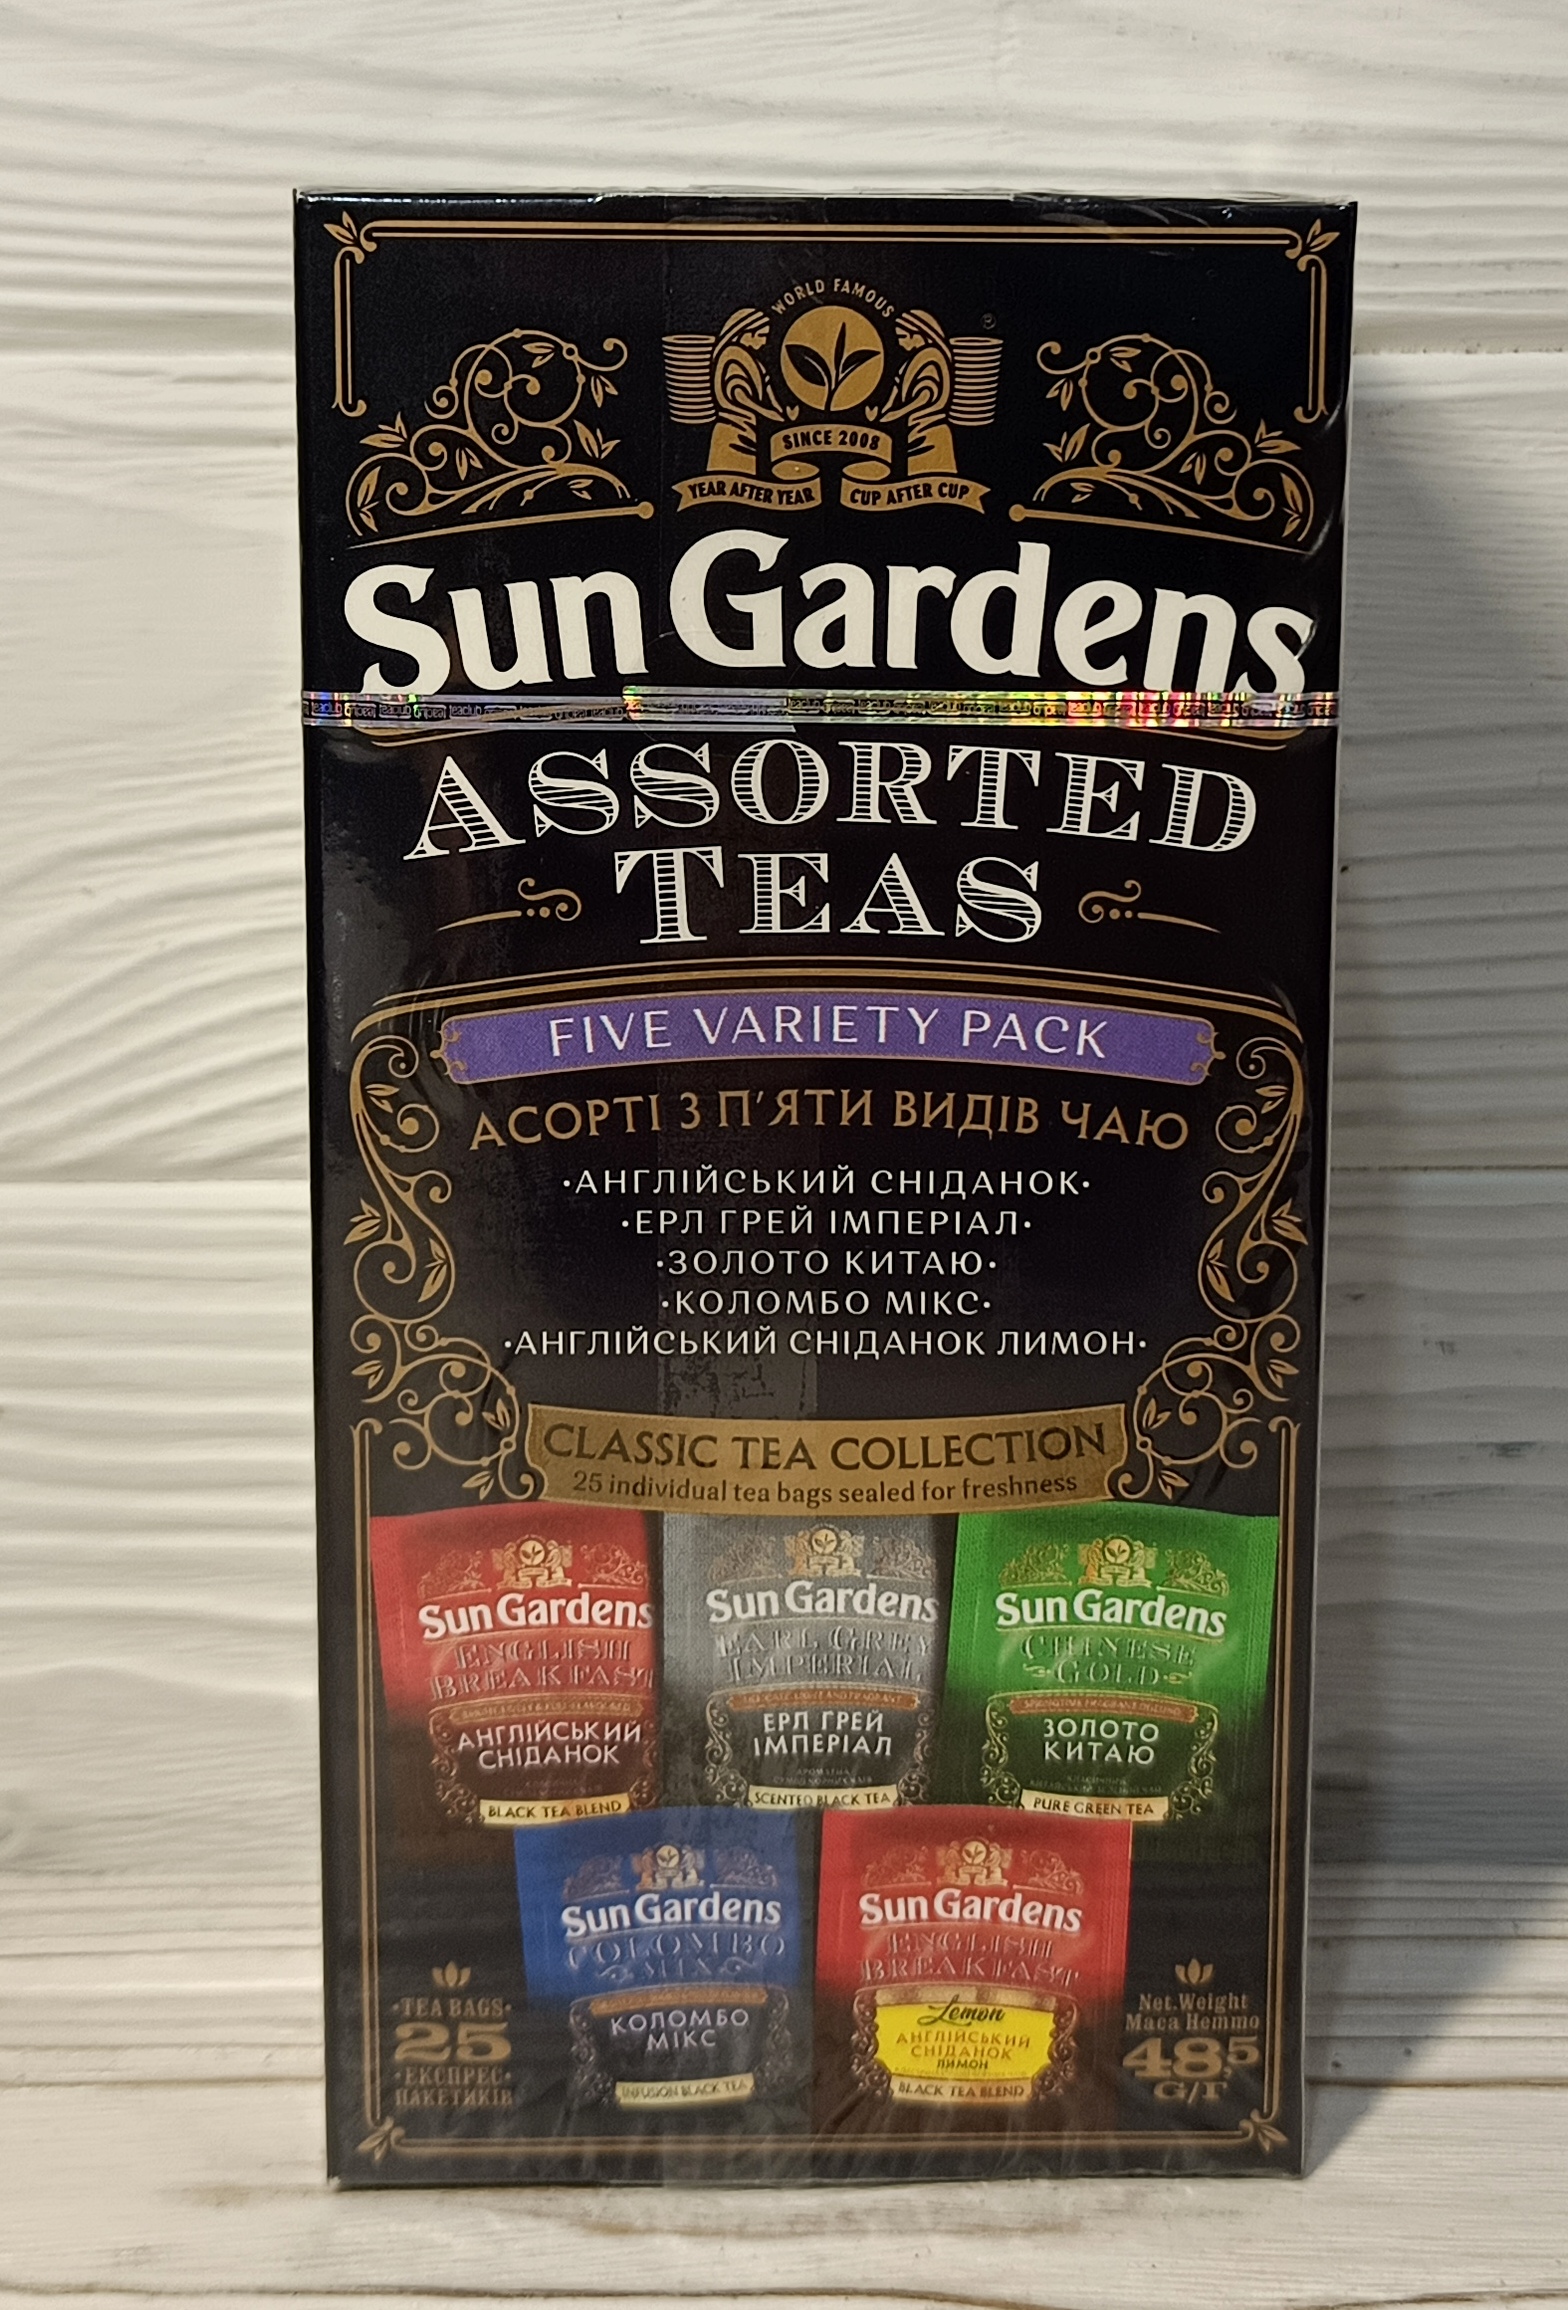 WORLD FAMOUS
SINCE 2008
YEAR AFTER YEAR CUP AFTER CUP
Sun Gardens
ASSORTED
TEAS
FIVE VARIETY PACK
АСОРТІ З П'ЯТИ ВИДІВ ЧАЮ
•АНГЛІЙСЬКИЙ СНІДАНОК•
•ЕРЛ ГРЕЙ ІМПЕРІАЛ•
•ЗОЛОТО КИТАЮ•
•КОЛОМБО МІКС•
•АНГЛІЙСЬКИЙ СНІДАНОК ЛИМОН•
CLASSIC TEA COLLECTION
25 individual tea bags sealed for freshness
Sun Gardens
ENGLISH
BREAKFAST
АНГЛІЙСЬКИЙ
СНІДАНОК
BLACK TEA BLEND
Sun Gardens
EARL GREY
IMPERIAL
ЕРЛ ГРЕЙ
ІМПЕРІАЛ
SCENTED BLACK TEA
Sun Gardens
CHINESE
GOLD
ЗОЛОТО
КИТАЮ
PURE GREEN TEA
Sun Gardens
COLOMBO
MIX
КОЛОМБО
МІКС
INFUSION BLACK TEA
Sun Gardens
ENGLISH
BREAKFAST
Lemon
АНГЛІЙСЬКИЙ
СНІДАНОК
ЛИМОН
BLACK TEA BLEND
•TEA BAGS•
25
•ЕКСПРЕС•
ПАКЕТИКІВ
Net.Weight
Маса Нетто
48,5
G/Г